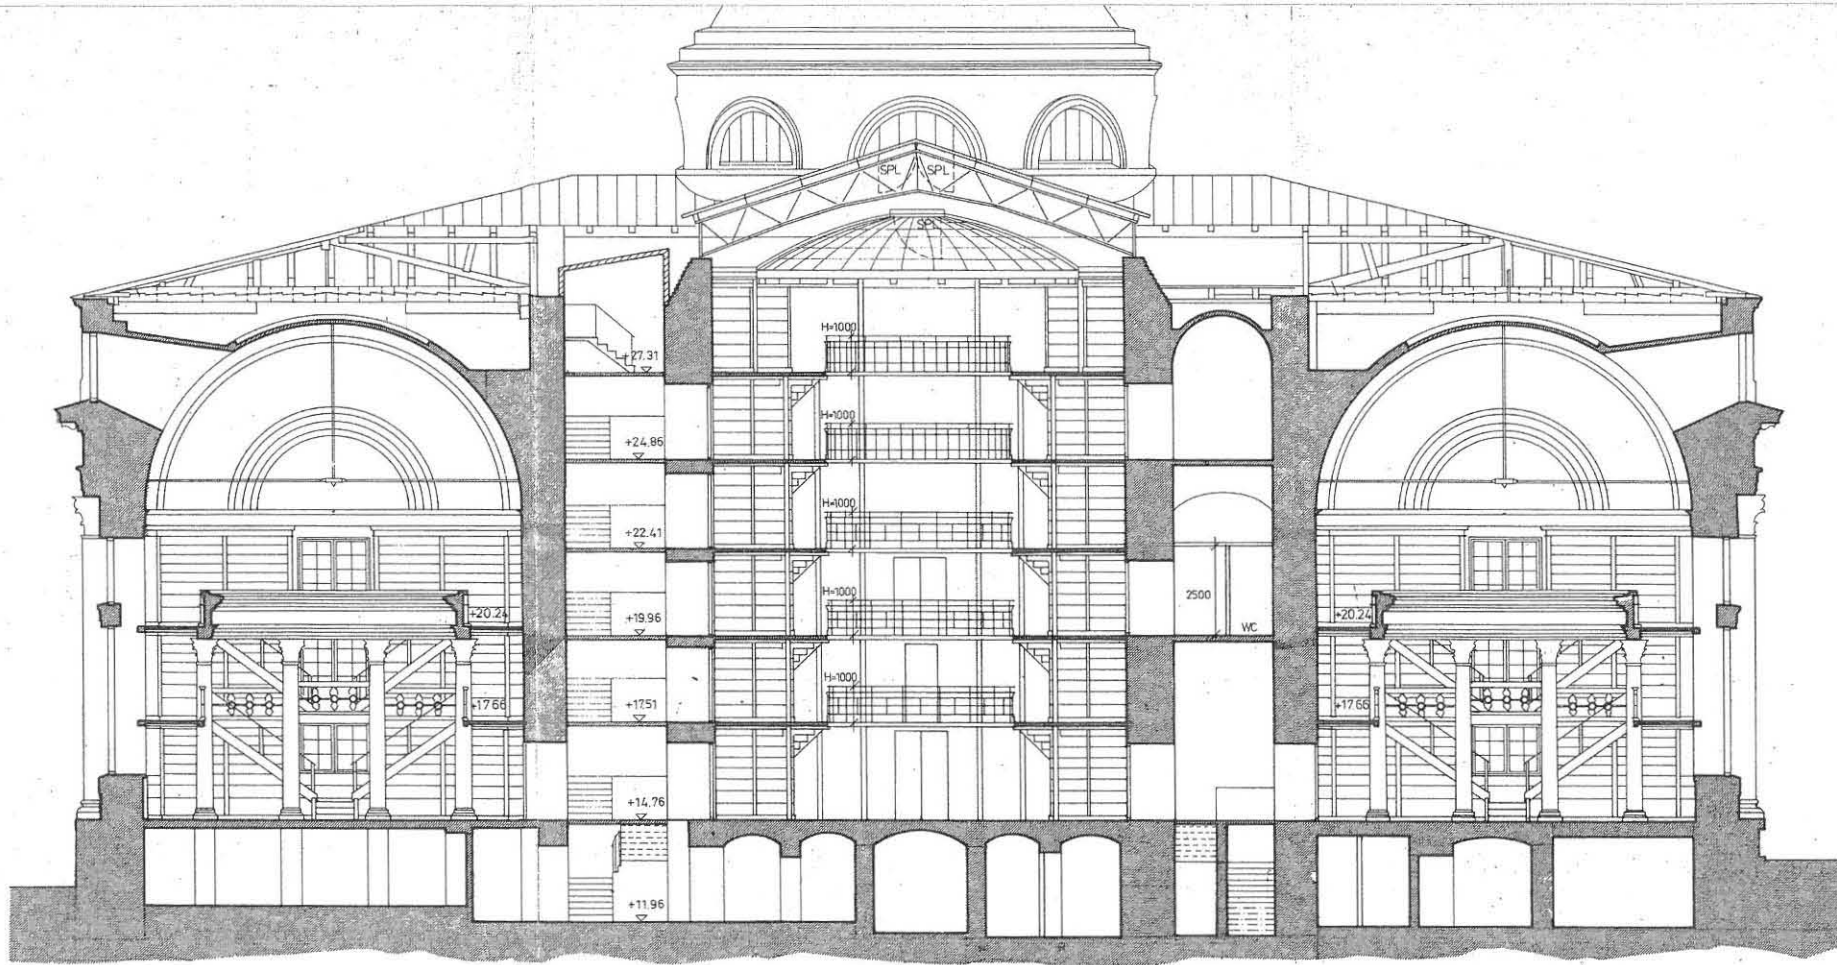 SPL SPL
SPL
H=1000
+27.31
H=1000
+24.86
H=1000
+22.41
H=1000
2500
+20.24
+19.96
WC
+20.24
H=1000
+17.66
+17.51
+17.66
+14.76
+11.96